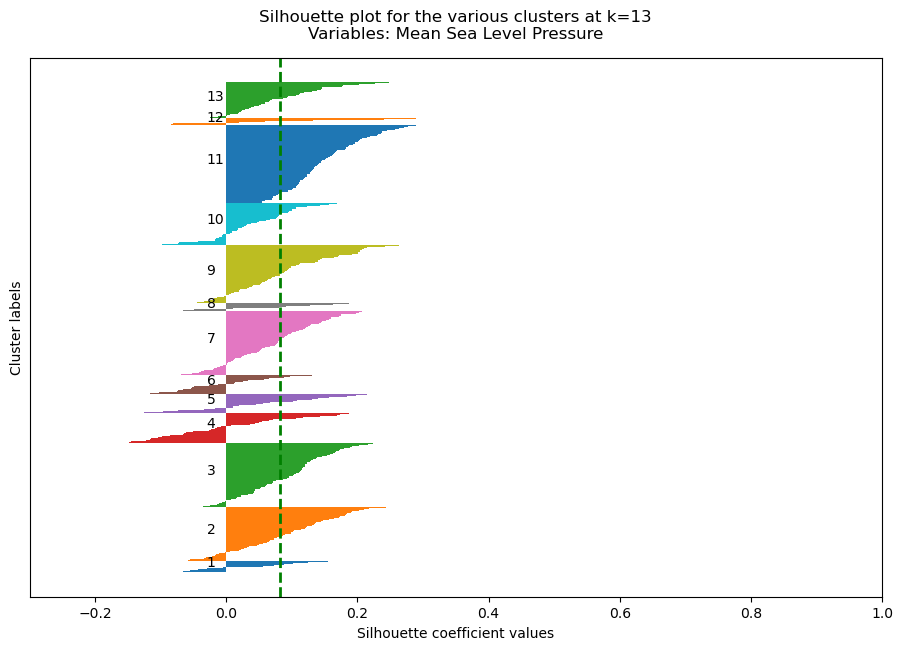 Silhouette plot for the various clusters at k=13
Variables: Mean Sea Level Pressure
Cluster labels
13
12
11
10
9
8
7
6
5
4
3
2
1
−0.2 0.0 0.2 0.4 0.6 0.8 1.0
Silhouette coefficient values